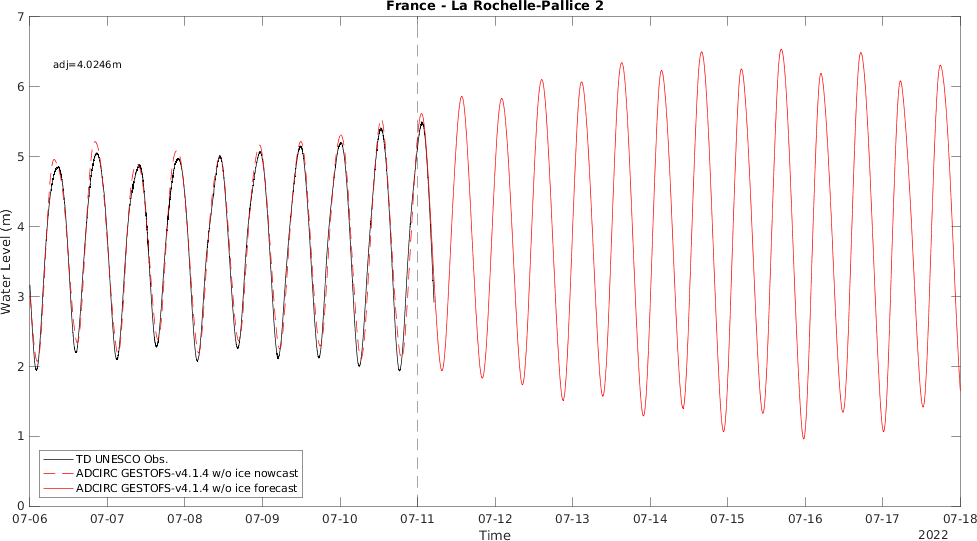 France - La Rochelle-Pallice 2
adj=4.0246m
Water Level (m)
7
6
5
4
3
2
1
0
TD UNESCO Obs.
ADCIRC GESTOFS-v4.1.4 w/o ice nowcast
ADCIRC GESTOFS-v4.1.4 w/o ice forecast
07-06 07-07 07-08 07-09 07-10 07-11 07-12 07-13 07-14 07-15 07-16 07-17 07-18
Time
2022